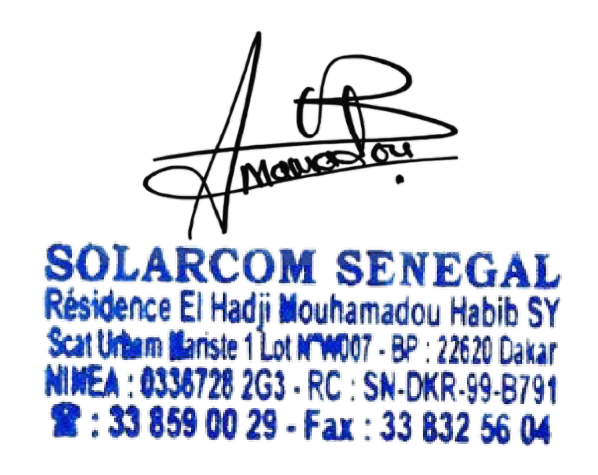 Mamadou
SOLARCOM SENEGAL
Résidence El Hadji Mouhamadou Habib SY
Scat Urbam Mariste 1 Lot N°W007 - BP : 22620 Dakar
NINEA : 0336728 2G3 - RC : SN-DKR-99-B791
☎ : 33 859 00 29 - Fax : 33 832 56 04